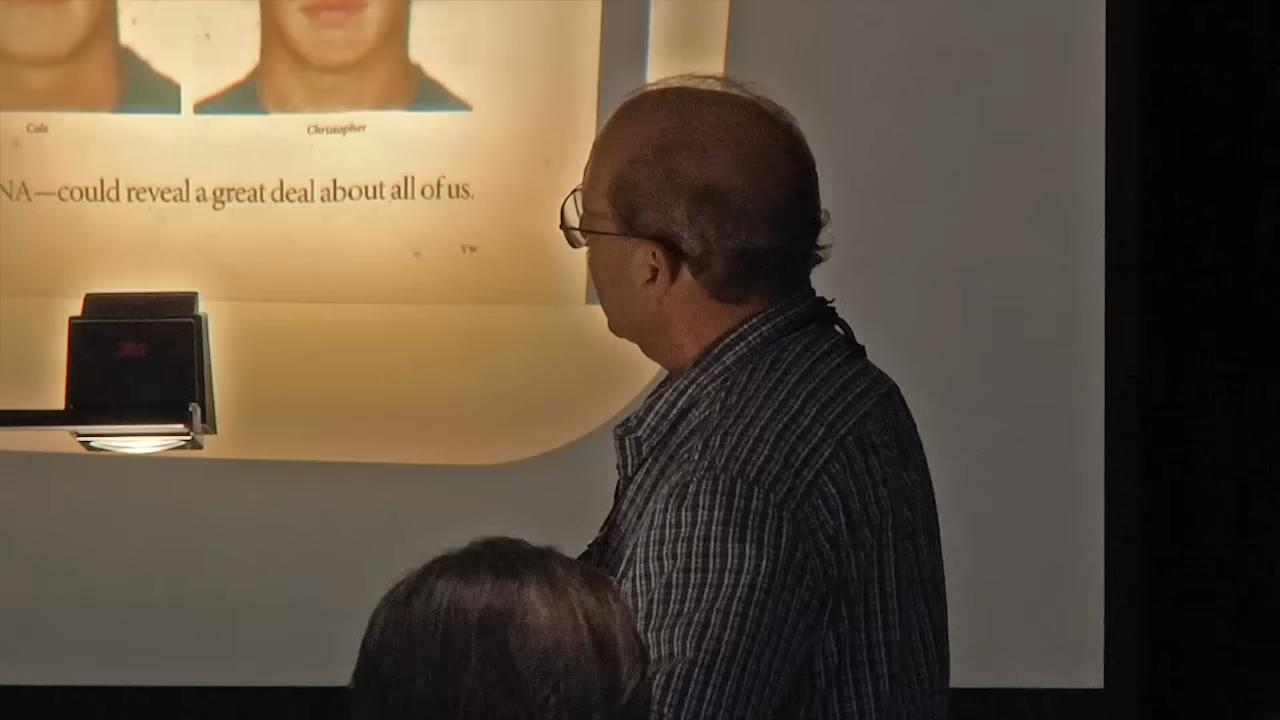 Cole
Christopher
NA—could reveal a great deal about all of us.